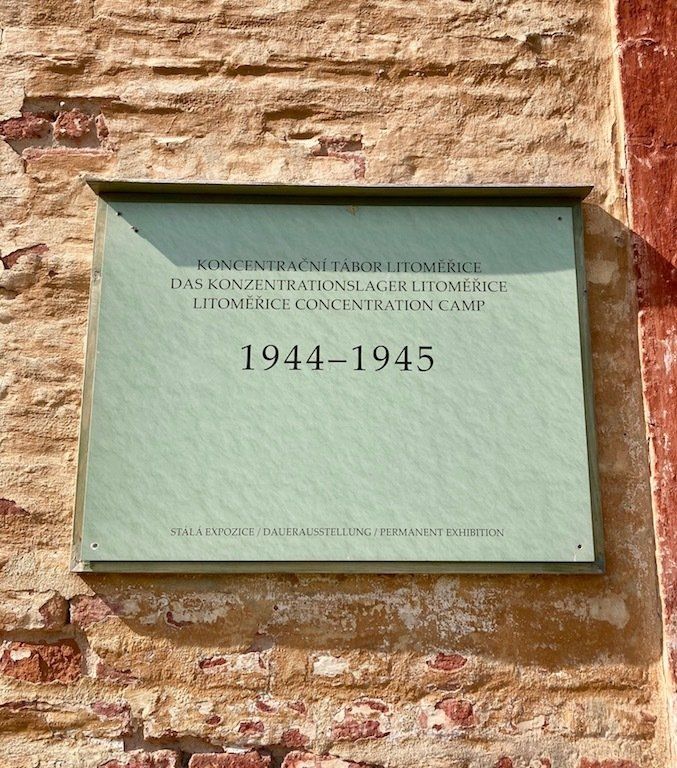 KONCENTRAČNÍ TÁBOR LITOMĚŘICE
DAS KONZENTRATIONSLAGER LITOMĚŘICE
LITOMĚŘICE CONCENTRATION CAMP
1944–1945
STÁLÁ EXPOZICE / DAUERAUSSTELLUNG / PERMANENT EXHIBITION